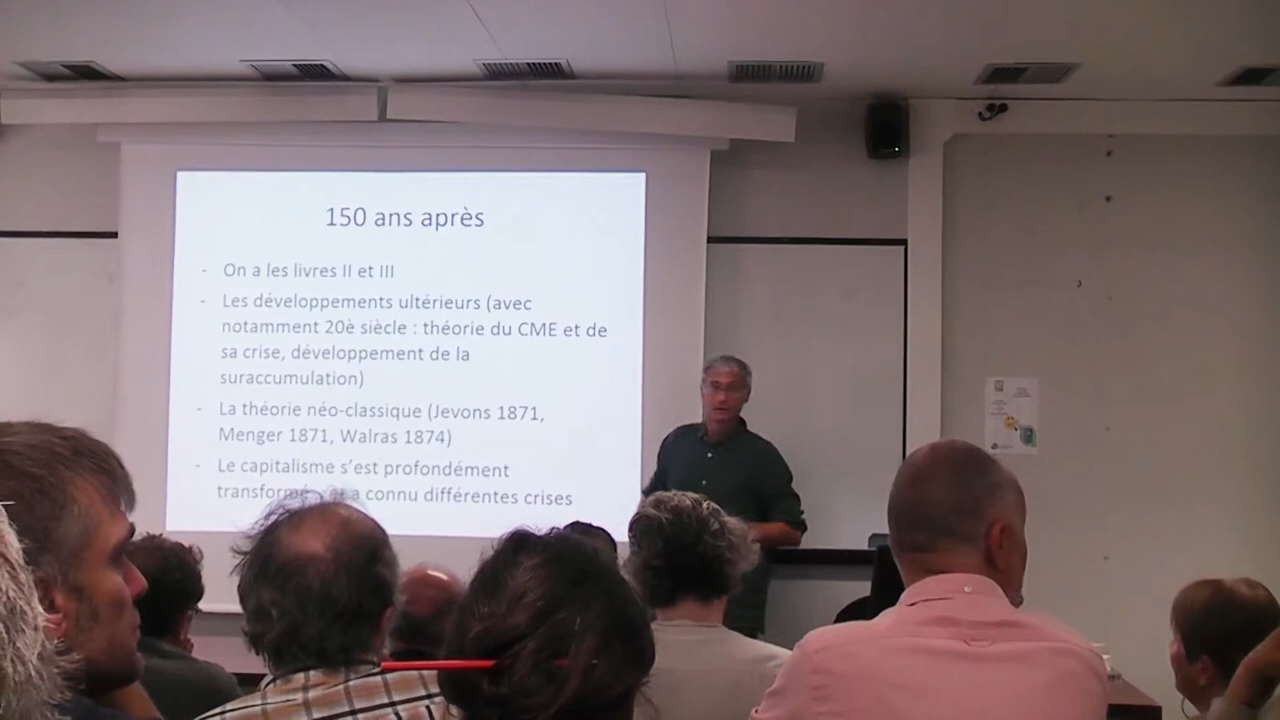 150 ans après
- On a les livres II et III
- Les développements ultérieurs (avec
notamment 20è siècle : théorie du CME et de
sa crise, développement de la
suraccumulation)
- La théorie néo-classique (Jevons 1871,
Menger 1871, Walras 1874)
- Le capitalisme s'est profondément
a connu différentes crises